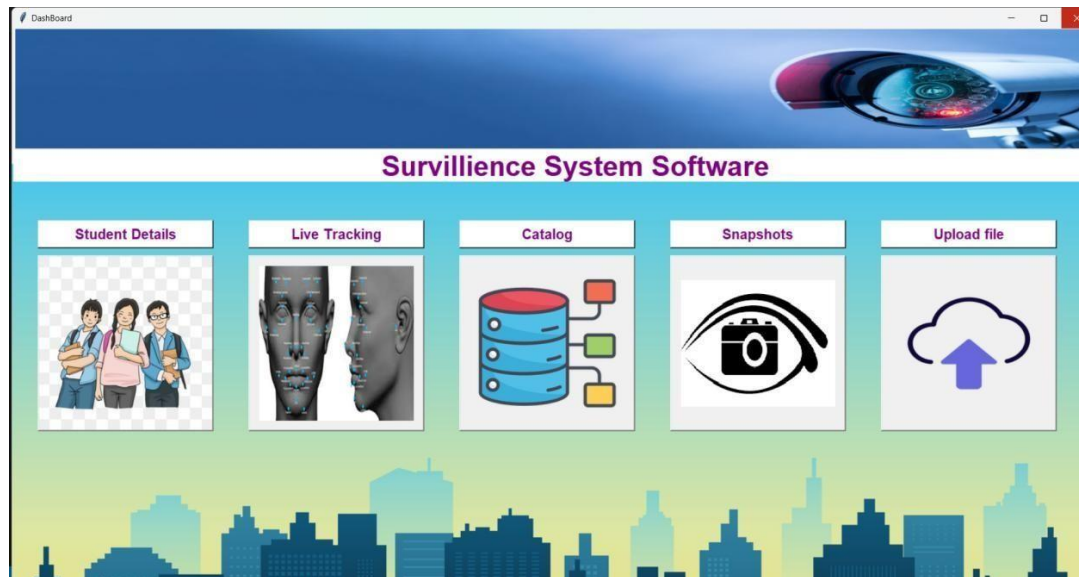 DashBoard
Survillience System Software
Student Details
Live Tracking
Catalog
Snapshots
Upload file